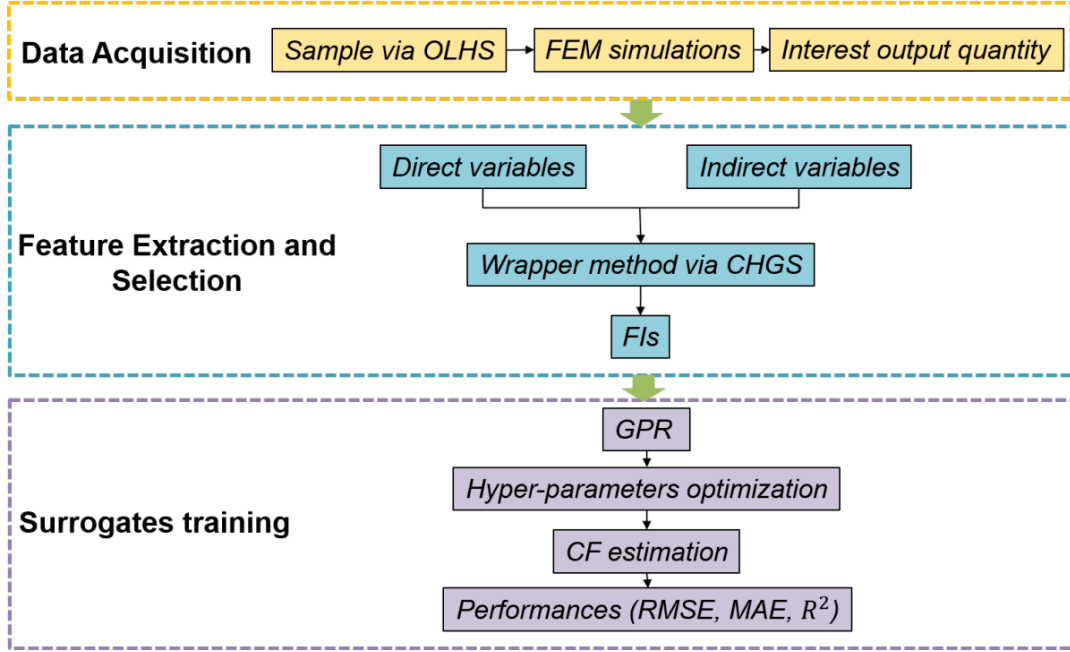 Data Acquisition
Sample via OLHS
FEM simulations
Interest output quantity
Direct variables
Indirect variables
Feature Extraction and
Selection
Wrapper method via CHGS
FIs
GPR
Hyper-parameters optimization
Surrogates training
CF estimation
Performances (RMSE, MAE, R²)